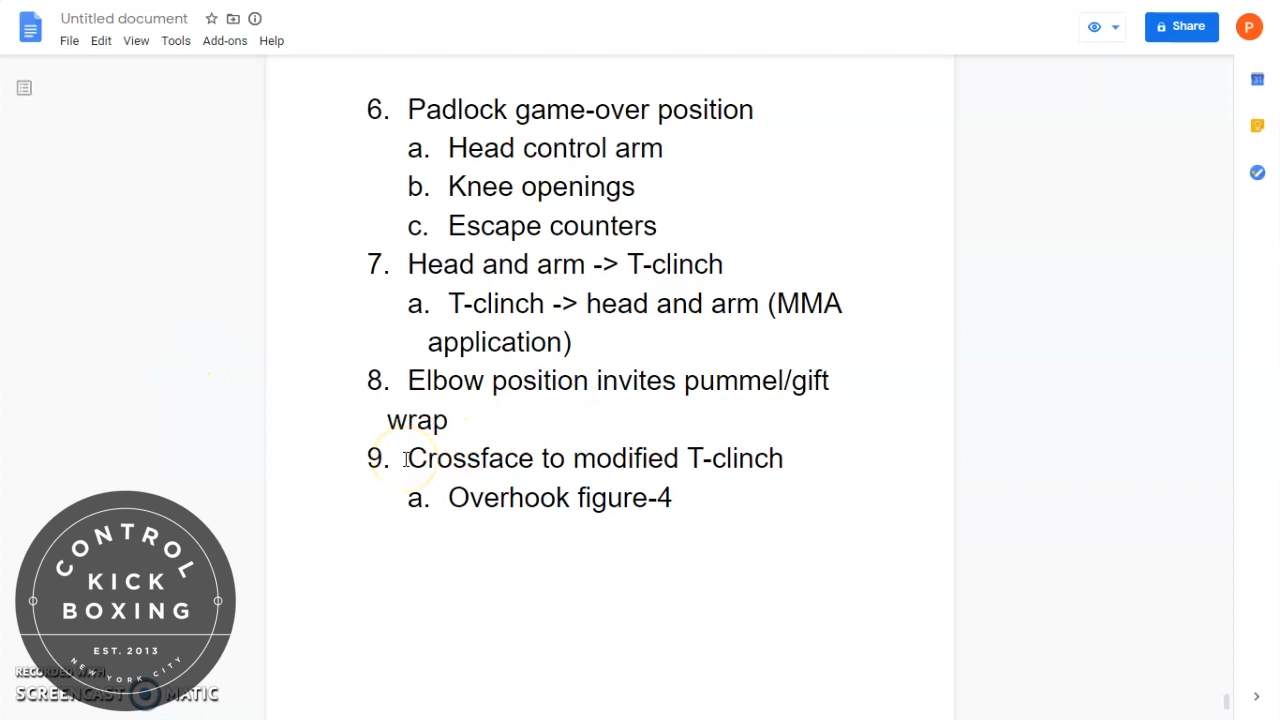 Untitled document
File Edit View Tools Add-ons Help
Share
P
6. Padlock game-over position
a. Head control arm
b. Knee openings
c. Escape counters
7. Head and arm -> T-clinch
a. T-clinch -> head and arm (MMA
application)
8. Elbow position invites pummel/gift
wrap
9. Crossface to modified T-clinch
a. Overhook figure-4
CONTROL
KICK
BOXING
EST. 2013
NEW YORK CITY
RECORDED WITH
SCREENCAST MATIC